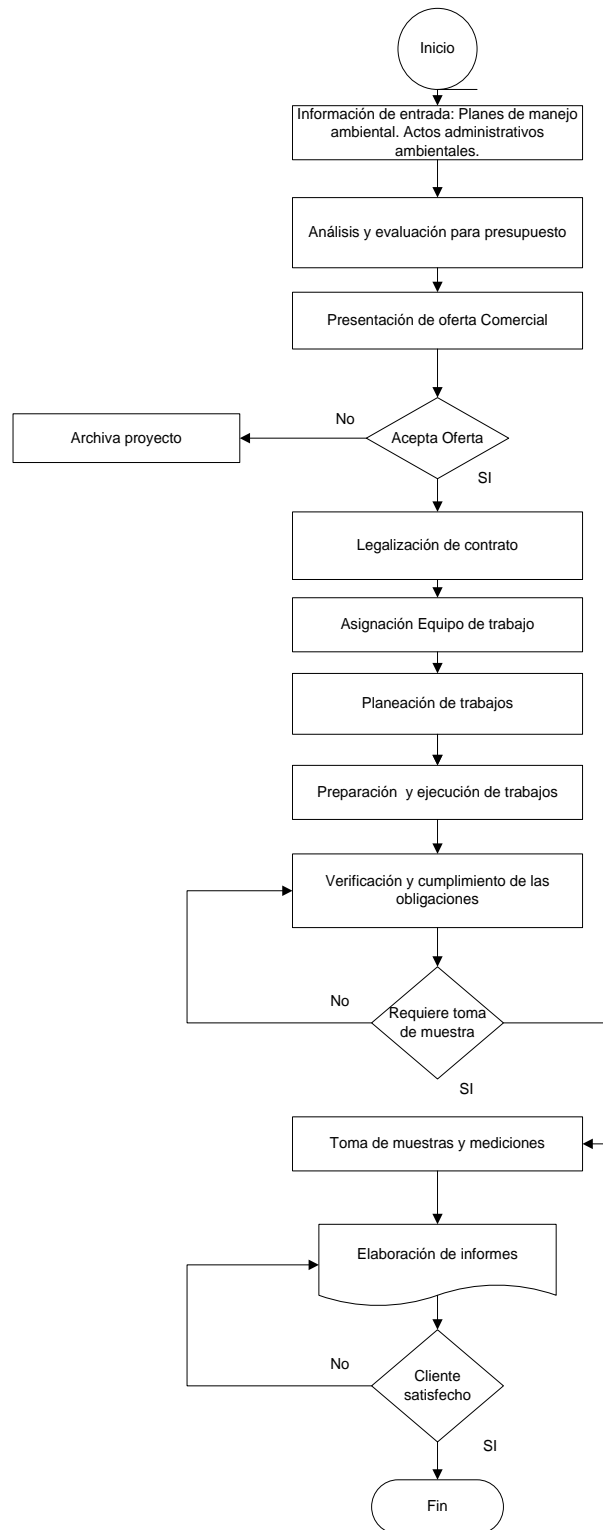 Inicio
Información de entrada: Planes de manejo
ambiental. Actos administrativos
ambientales.
Análisis y evaluación para presupuesto
Presentación de oferta Comercial
No
Archiva proyecto
Acepta Oferta
SI
Legalización de contrato
Asignación Equipo de trabajo
Planeación de trabajos
Preparación  y ejecución de trabajos
Verificación y cumplimiento de las
obligaciones
No
Requiere toma
de muestra
SI
Toma de muestras y mediciones
Elaboración de informes
No
Cliente
satisfecho
SI
Fin